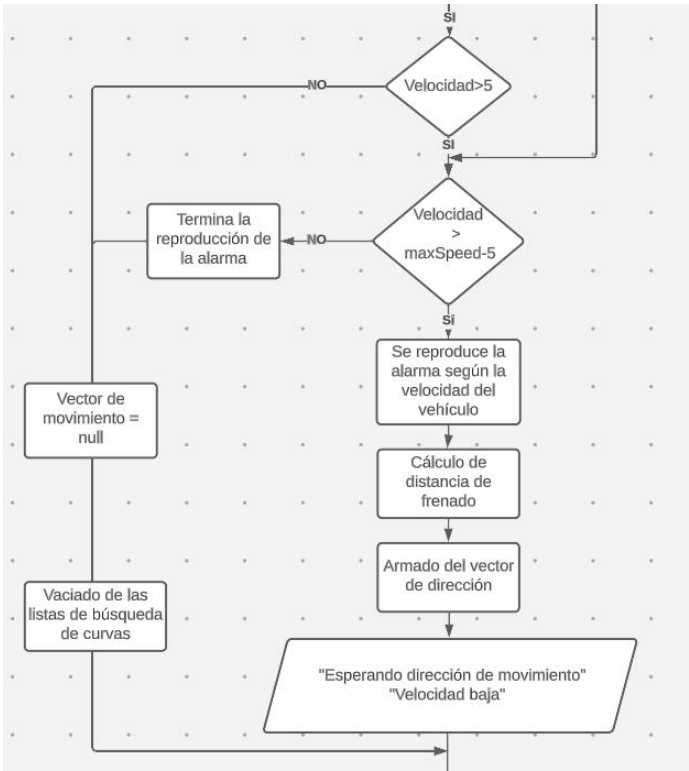 SI
Velocidad>5
NO
SI
Velocidad
>
maxSpeed-5
NO
Termina la
reproducción de
la alarma
Si
Se reproduce la
alarma según la
velocidad del
vehículo
Vector de
movimiento =
null
Cálculo de
distancia de
frenado
Armado del vector
de dirección
Vaciado de las
listas de búsqueda
de curvas
"Esperando dirección de movimiento"
"Velocidad baja"